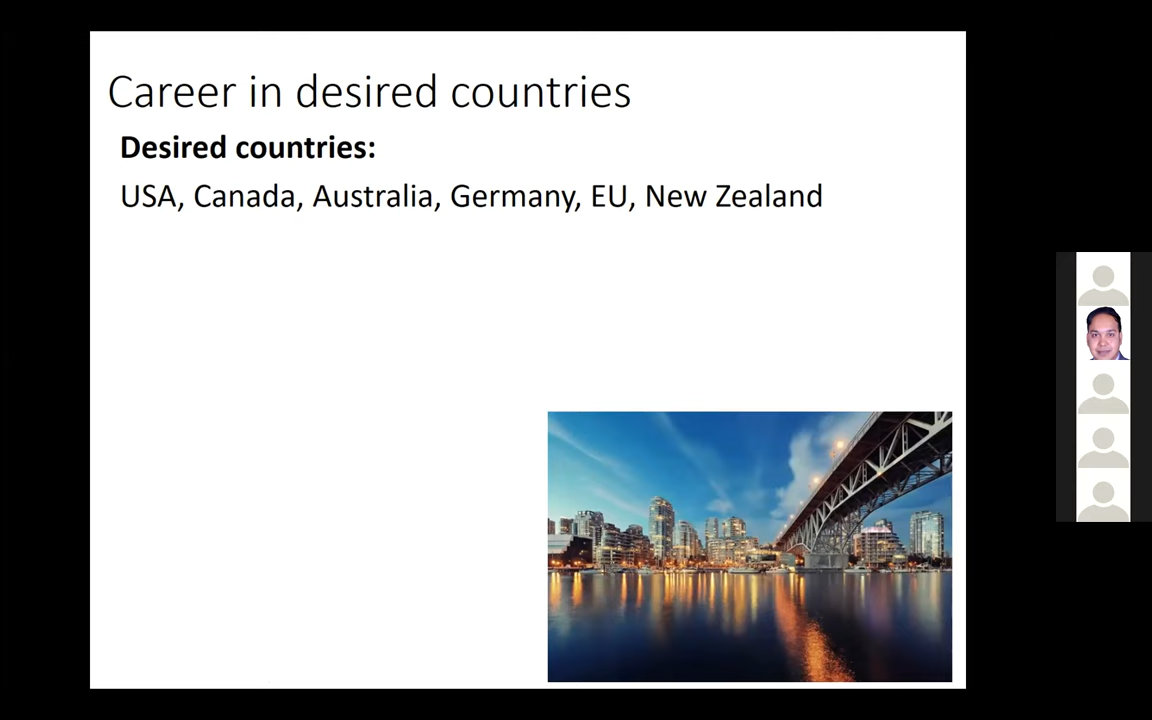 Career in desired countries
Desired countries:
USA, Canada, Australia, Germany, EU, New Zealand